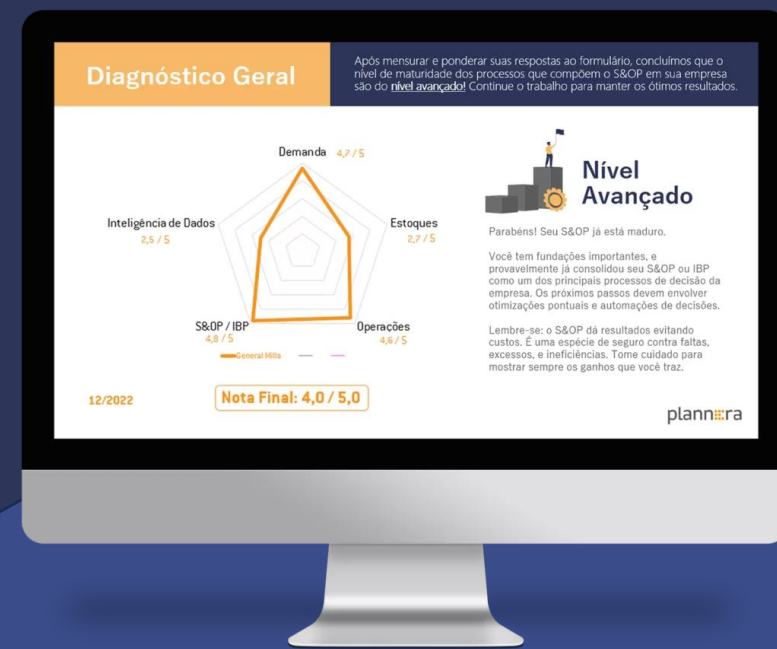 Diagnóstico Geral
Após mensurar e ponderar suas respostas ao formulário, concluímos que o
nível de maturidade dos processos que compõem o S&OP em sua empresa
são do nível avançado! Continue o trabalho para manter os ótimos resultados.
Demanda 4,7 / 5
Inteligência de Dados
2,5 / 5
Estoques
2,7 / 5
S&OP / IBP
4,8 / 5
Operações
4,6 / 5
General Mills
12/2022
Nota Final: 4,0 / 5,0
Nível
Avançado
Parabéns! Seu S&OP já está maduro.
Você tem fundações importantes, e
provavelmente já consolidou seu S&OP ou IBP
como um dos principais processos de decisão da
empresa. Os próximos passos devem envolver
otimizações pontuais e automações de decisões.
Lembre-se: o S&OP dá resultados evitando
custos. É uma espécie de seguro contra faltas,
excessos, e ineficiências. Tome cuidado para
mostrar sempre os ganhos que você traz.
plannera